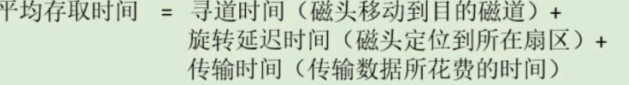 平均存取时间 = 寻道时间（磁头移动到目的磁道）+
旋转延迟时间（磁头定位到所在扇区）+
传输时间（传输数据所花费的时间）